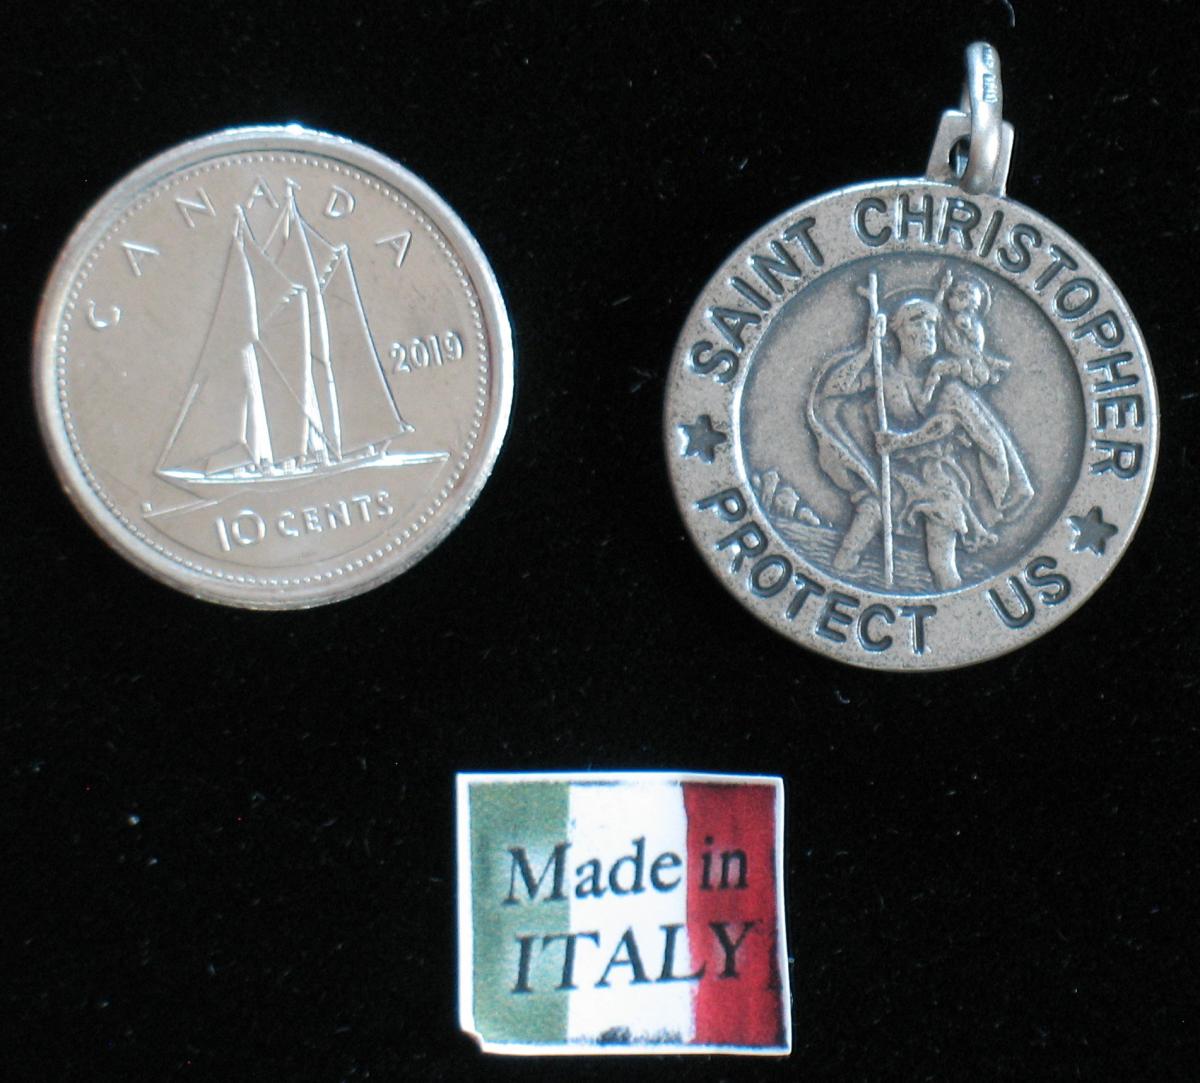 CANADA
2019
10 CENTS
SAINT CHRISTOPHER
PROTECT US
Made in
ITALY